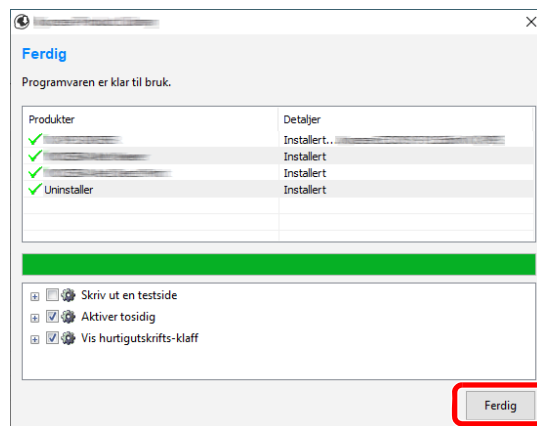 Ferdig
Programvaren er klar til bruk.
Produkter Detaljer
Installert..
Installert
Installert
Uninstaller Installert
Skriv ut en testside
Aktiver tosidig
Vis hurtigutskrifts-klaff
Ferdig